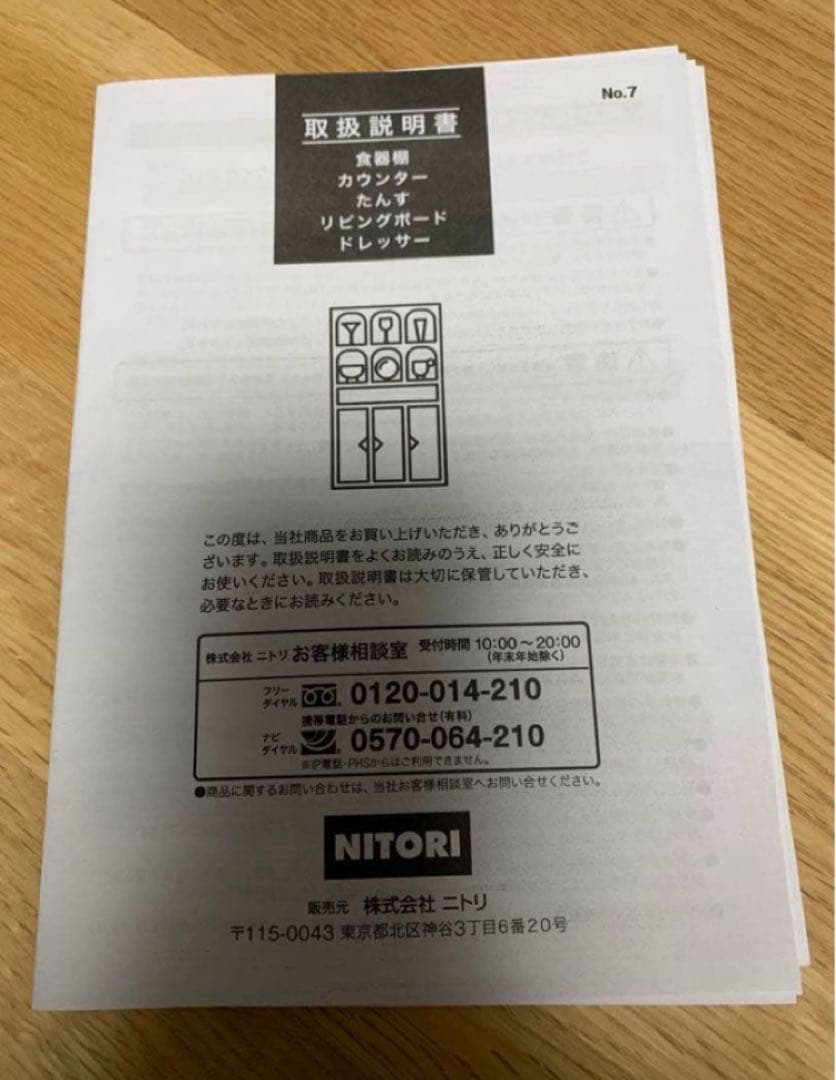 No.7
取扱説明書
食器棚
カウンター
たんす
リビングボード
ドレッサー
この度は、当社商品をお買い上げいただき、ありがとうご
ざいます。取扱説明書をよくお読みのうえ、正しく安全に
お使いください。取扱説明書は大切に保管していただき、
必要なときにお読みください。
株式会社 ニトリ お客様相談室 受付時間 10:00～20:00
(年末年始除く)
フリー
ダイヤル 0120-014-210
携帯電話からのお問い合せ(有料)
ナビ
ダイヤル 0570-064-210
※IP電話・PHSからはご利用できません。
●商品に関するお問い合わせは、当社お客様相談室へお問い合せください。
NITORI
販売元 株式会社 ニトリ
〒115-0043 東京都北区神谷3丁目6番20号